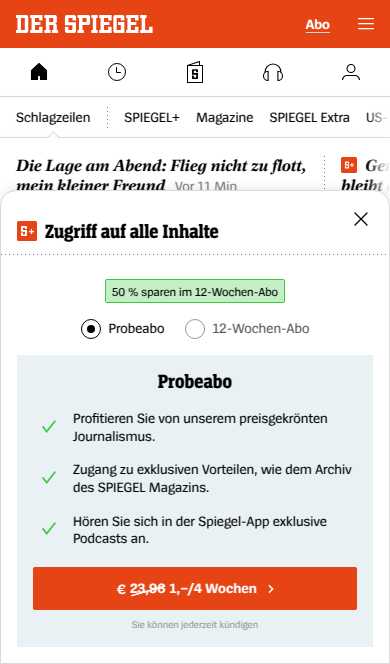 DER SPIEGEL
Abo
Schlagzeilen SPIEGEL+ Magazine SPIEGEL Extra US-
Die Lage am Abend: Flieg nicht zu flott,
mein kleiner Freund Vor 11 Min
S+
bleibt
S+ Zugriff auf alle Inhalte
50 % sparen im 12-Wochen-Abo
Probeabo 12-Wochen-Abo
Probeabo
Profitieren Sie von unserem preisgekrönten
Journalismus.
Zugang zu exklusiven Vorteilen, wie dem Archiv
des SPIEGEL Magazins.
Hören Sie sich in der Spiegel-App exklusive
Podcasts an.
€ 23,96 1,–/4 Wochen
Sie können jederzeit kündigen